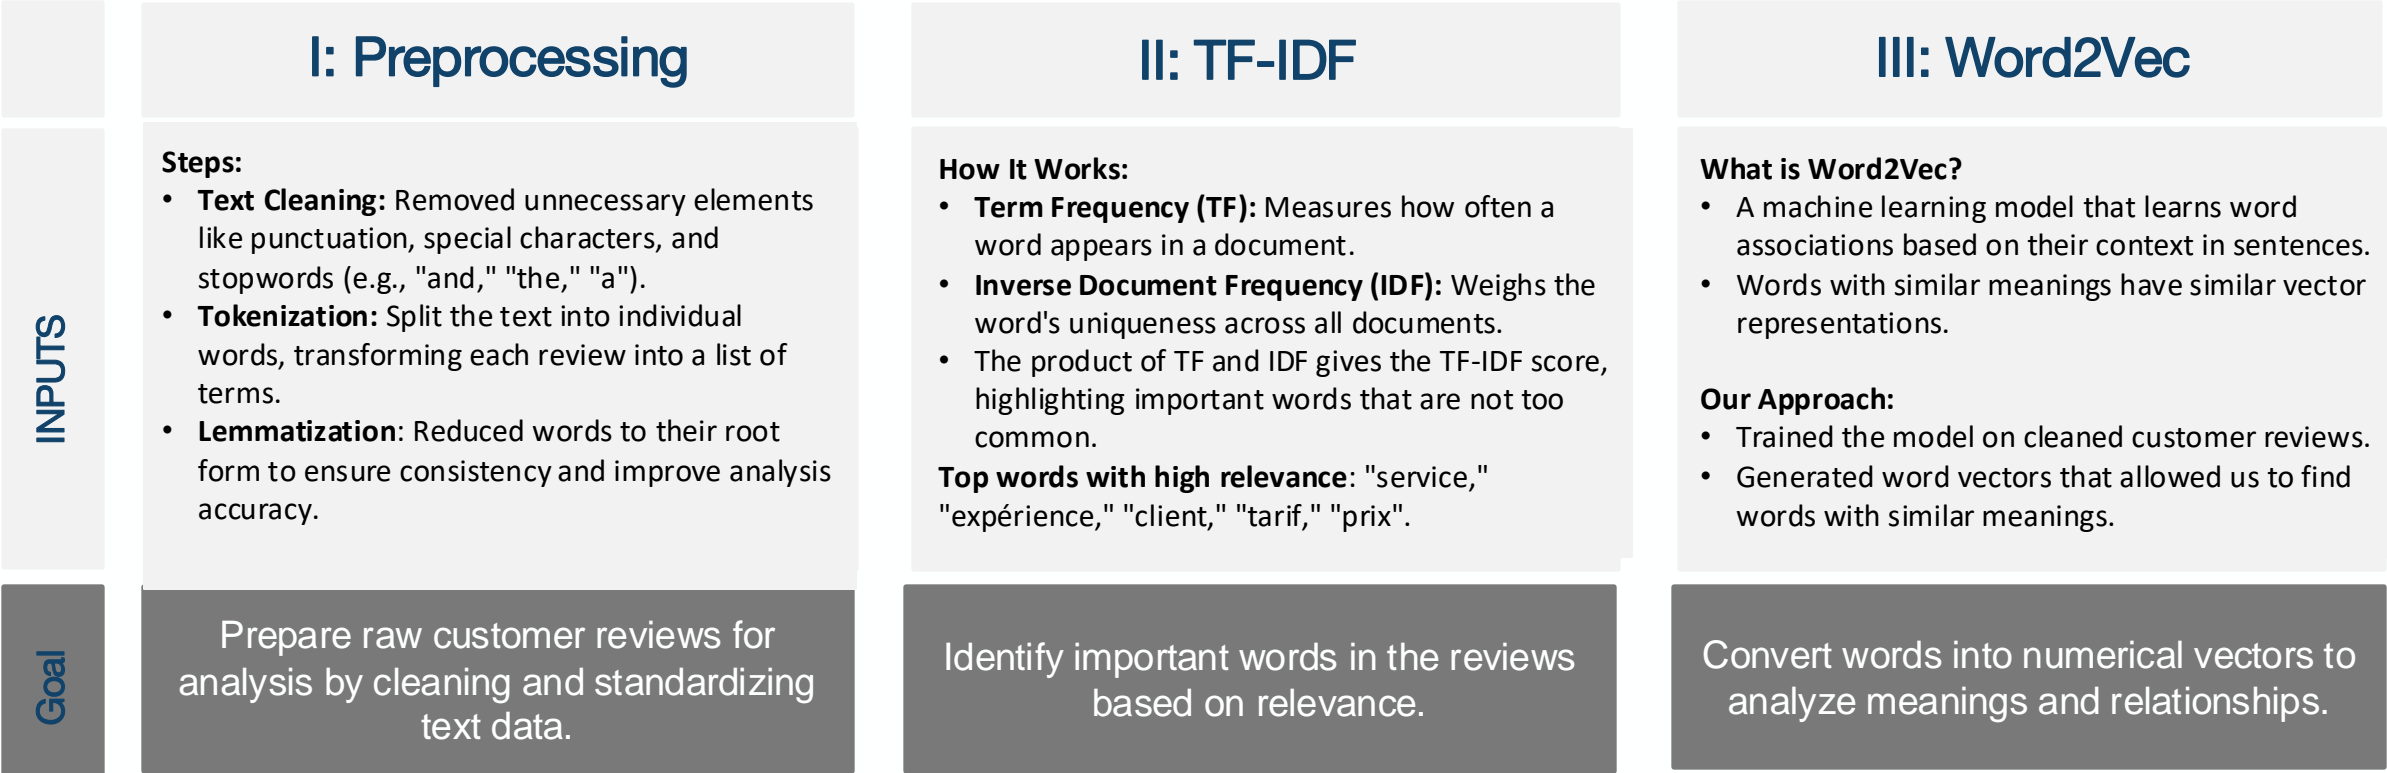 I: Preprocessing
II: TF-IDF
III: Word2Vec
INPUTS
Steps:
• Text Cleaning: Removed unnecessary elements
like punctuation, special characters, and
stopwords (e.g., "and," "the," "a").
• Tokenization: Split the text into individual
words, transforming each review into a list of
terms.
• Lemmatization: Reduced words to their root
form to ensure consistency and improve analysis
accuracy.
How It Works:
• Term Frequency (TF): Measures how often a
word appears in a document.
• Inverse Document Frequency (IDF): Weighs the
word's uniqueness across all documents.
• The product of TF and IDF gives the TF-IDF score,
highlighting important words that are not too
common.
Top words with high relevance: "service,"
"expérience," "client," "tarif," "prix".
What is Word2Vec?
• A machine learning model that learns word
associations based on their context in sentences.
• Words with similar meanings have similar vector
representations.
Our Approach:
• Trained the model on cleaned customer reviews.
• Generated word vectors that allowed us to find
words with similar meanings.
Goal
Prepare raw customer reviews for
analysis by cleaning and standardizing
text data.
Identify important words in the reviews
based on relevance.
Convert words into numerical vectors to
analyze meanings and relationships.